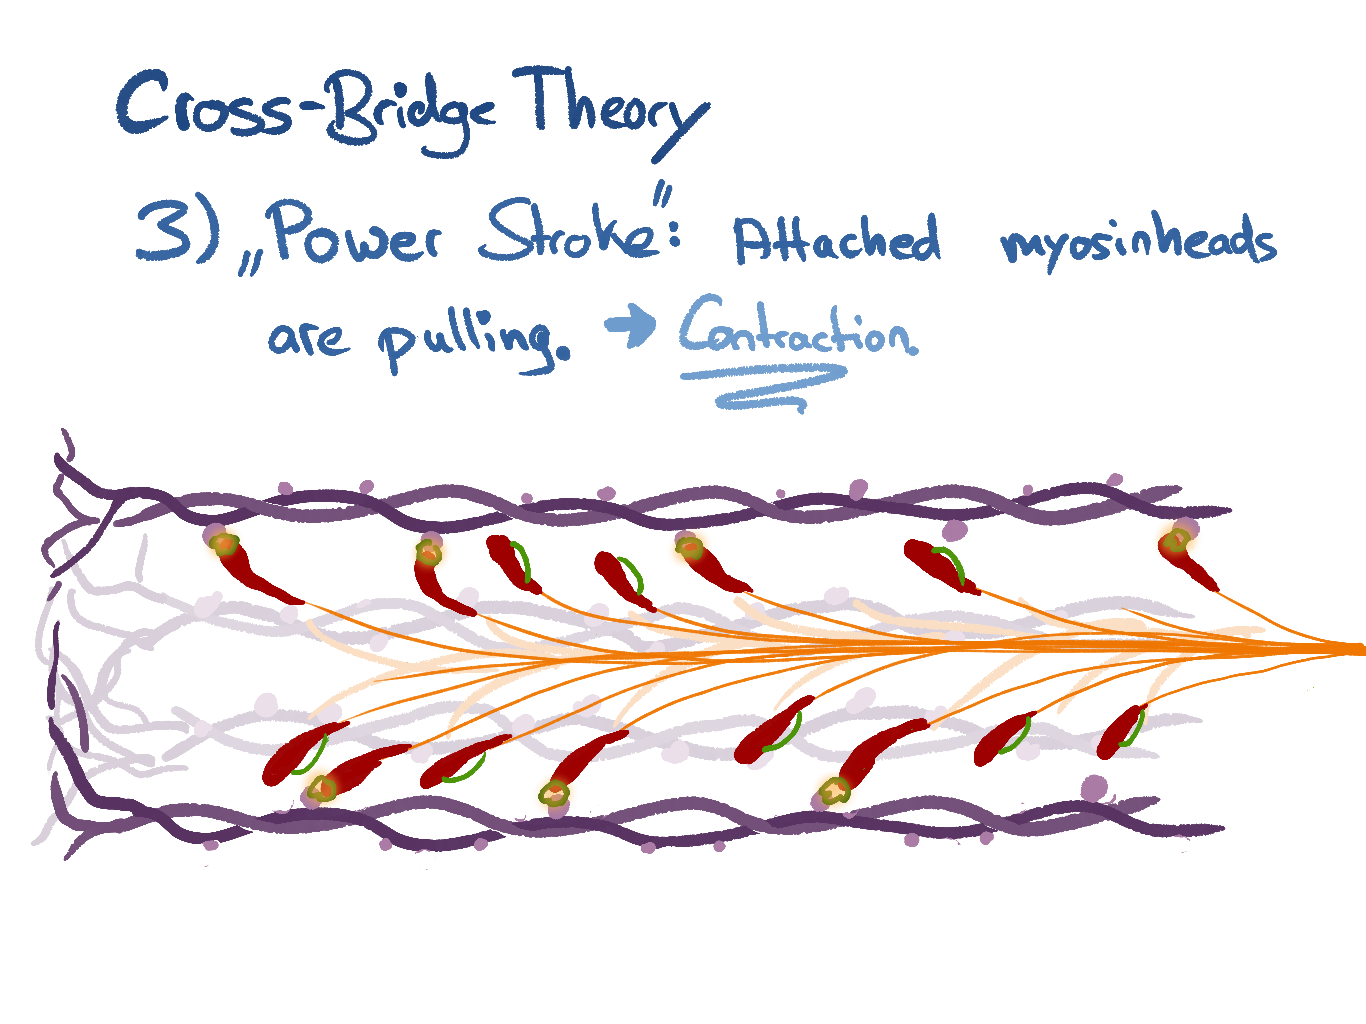 Cross-Bridge Theory
3) „Power Stroke": Attached myosinheads
are pulling. → Contraction.